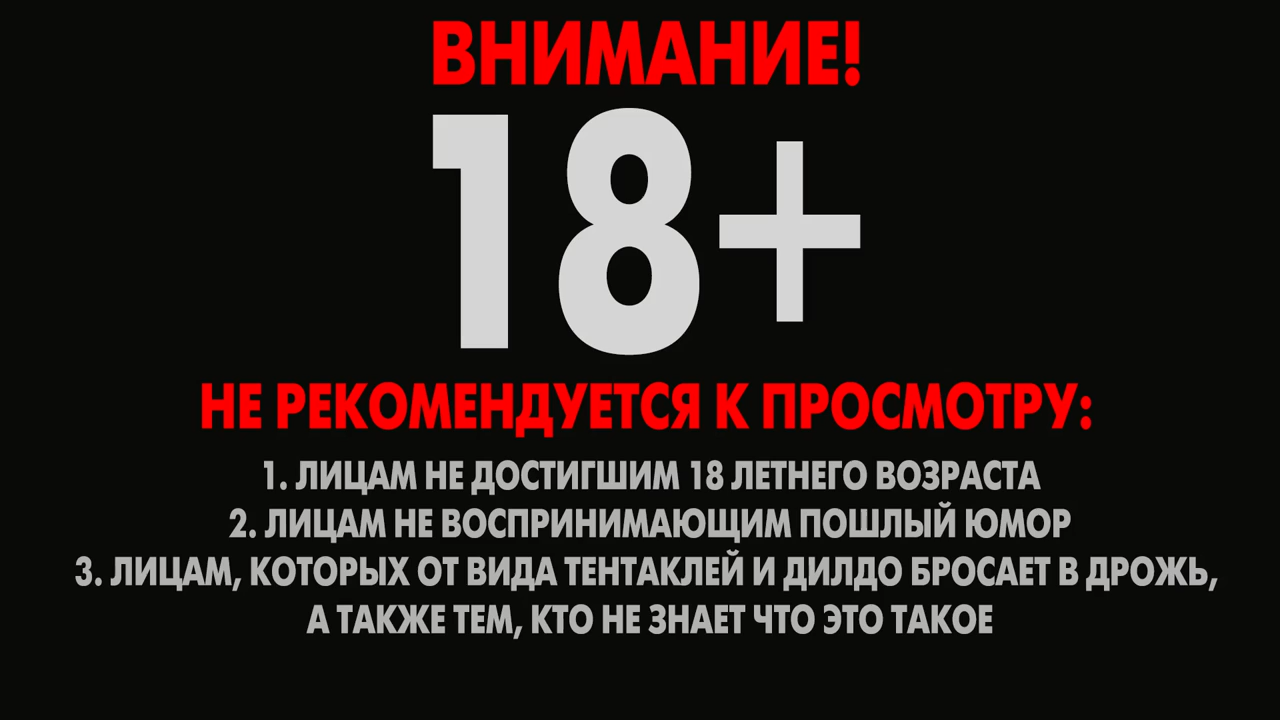 ВНИМАНИЕ!
18+
НЕ РЕКОМЕНДУЕТСЯ К ПРОСМОТРУ:
1. ЛИЦАМ НЕ ДОСТИГШИМ 18 ЛЕТНЕГО ВОЗРАСТА
2. ЛИЦАМ НЕ ВОСПРИНИМАЮЩИМ ПОШЛЫЙ ЮМОР
3. ЛИЦАМ, КОТОРЫХ ОТ ВИДА ТЕНТАКЛЕЙ И ДИЛДО БРОСАЕТ В ДРОЖЬ,
А ТАКЖЕ ТЕМ, КТО НЕ ЗНАЕТ ЧТО ЭТО ТАКОЕ